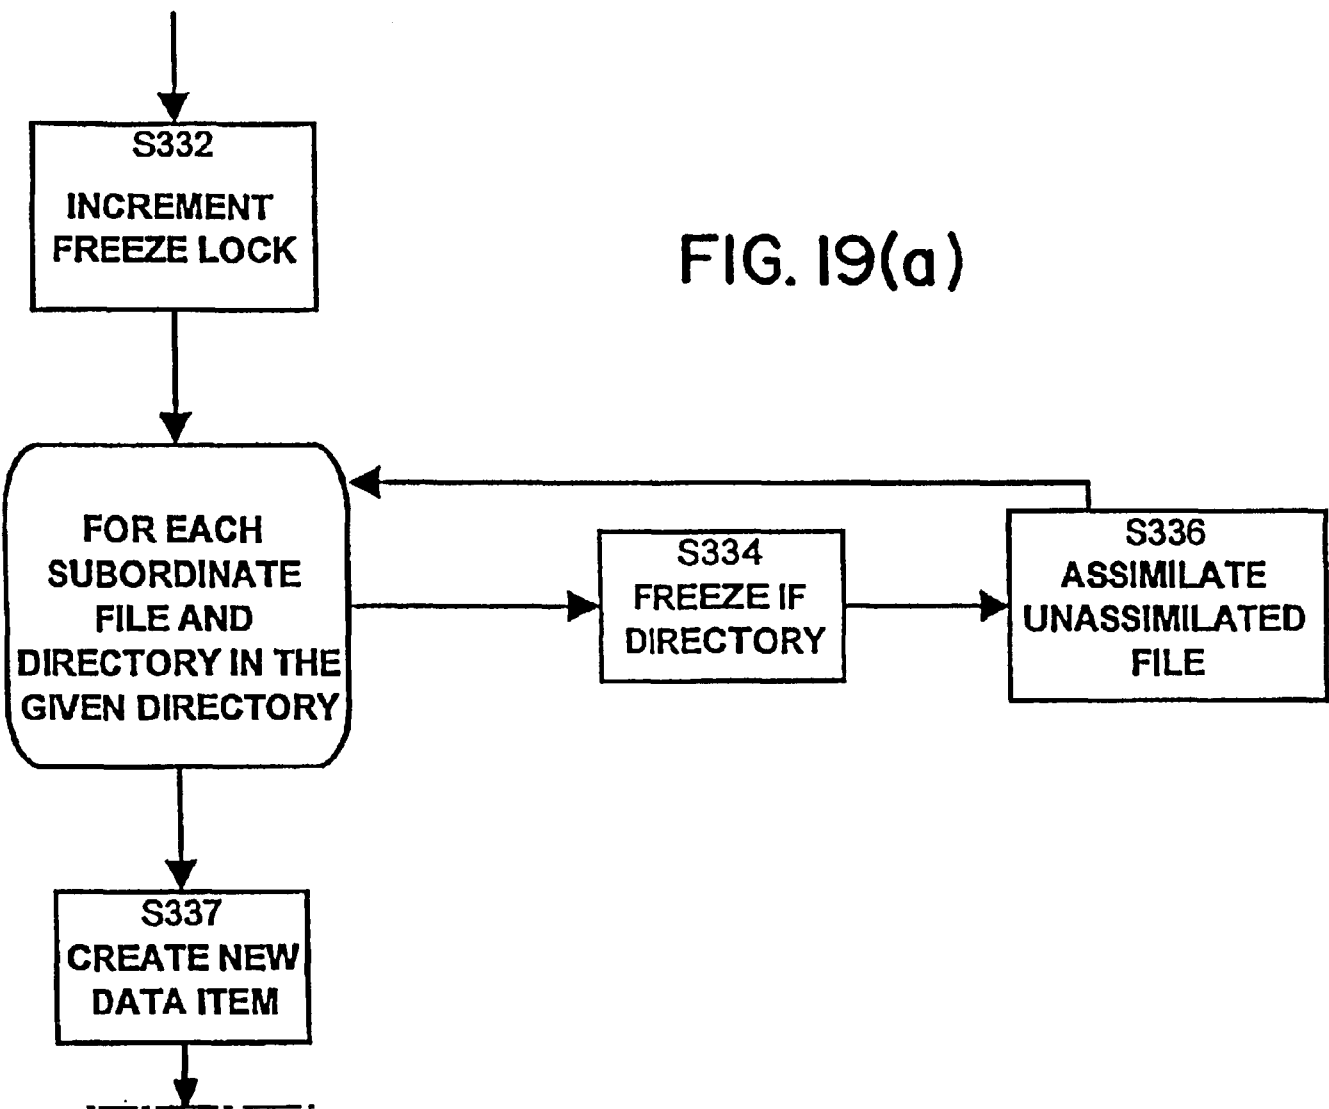 S332
INCREMENT
FREEZE LOCK
FIG. 19(a)
FOR EACH
SUBORDINATE
FILE AND
DIRECTORY IN THE
GIVEN DIRECTORY
S334
FREEZE IF
DIRECTORY
S336
ASSIMILATE
UNASSIMILATED
FILE
S337
CREATE NEW
DATA ITEM